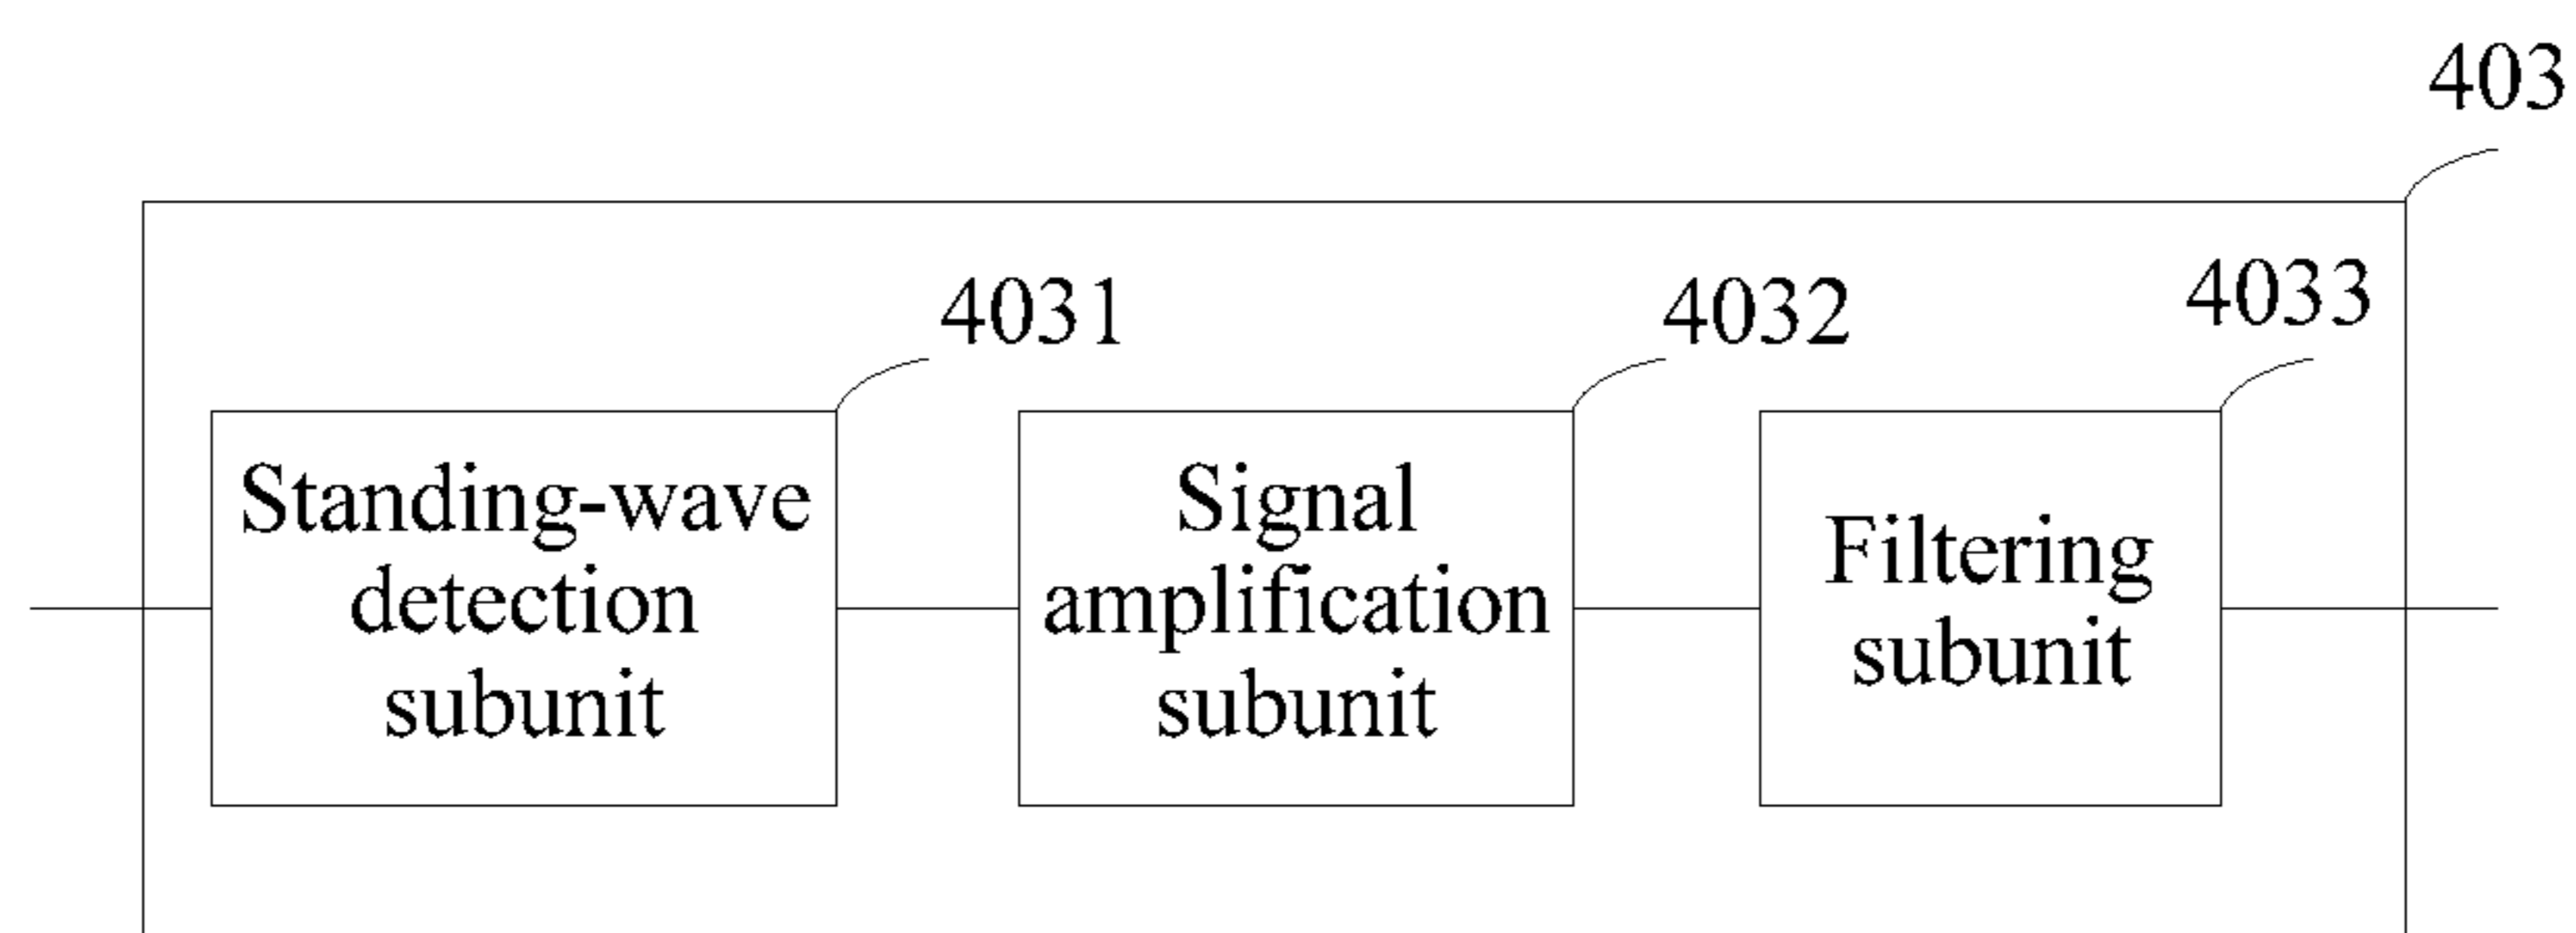 403
4031
4032
4033
Standing-wave
detection
subunit
Signal
amplification
subunit
Filtering
subunit